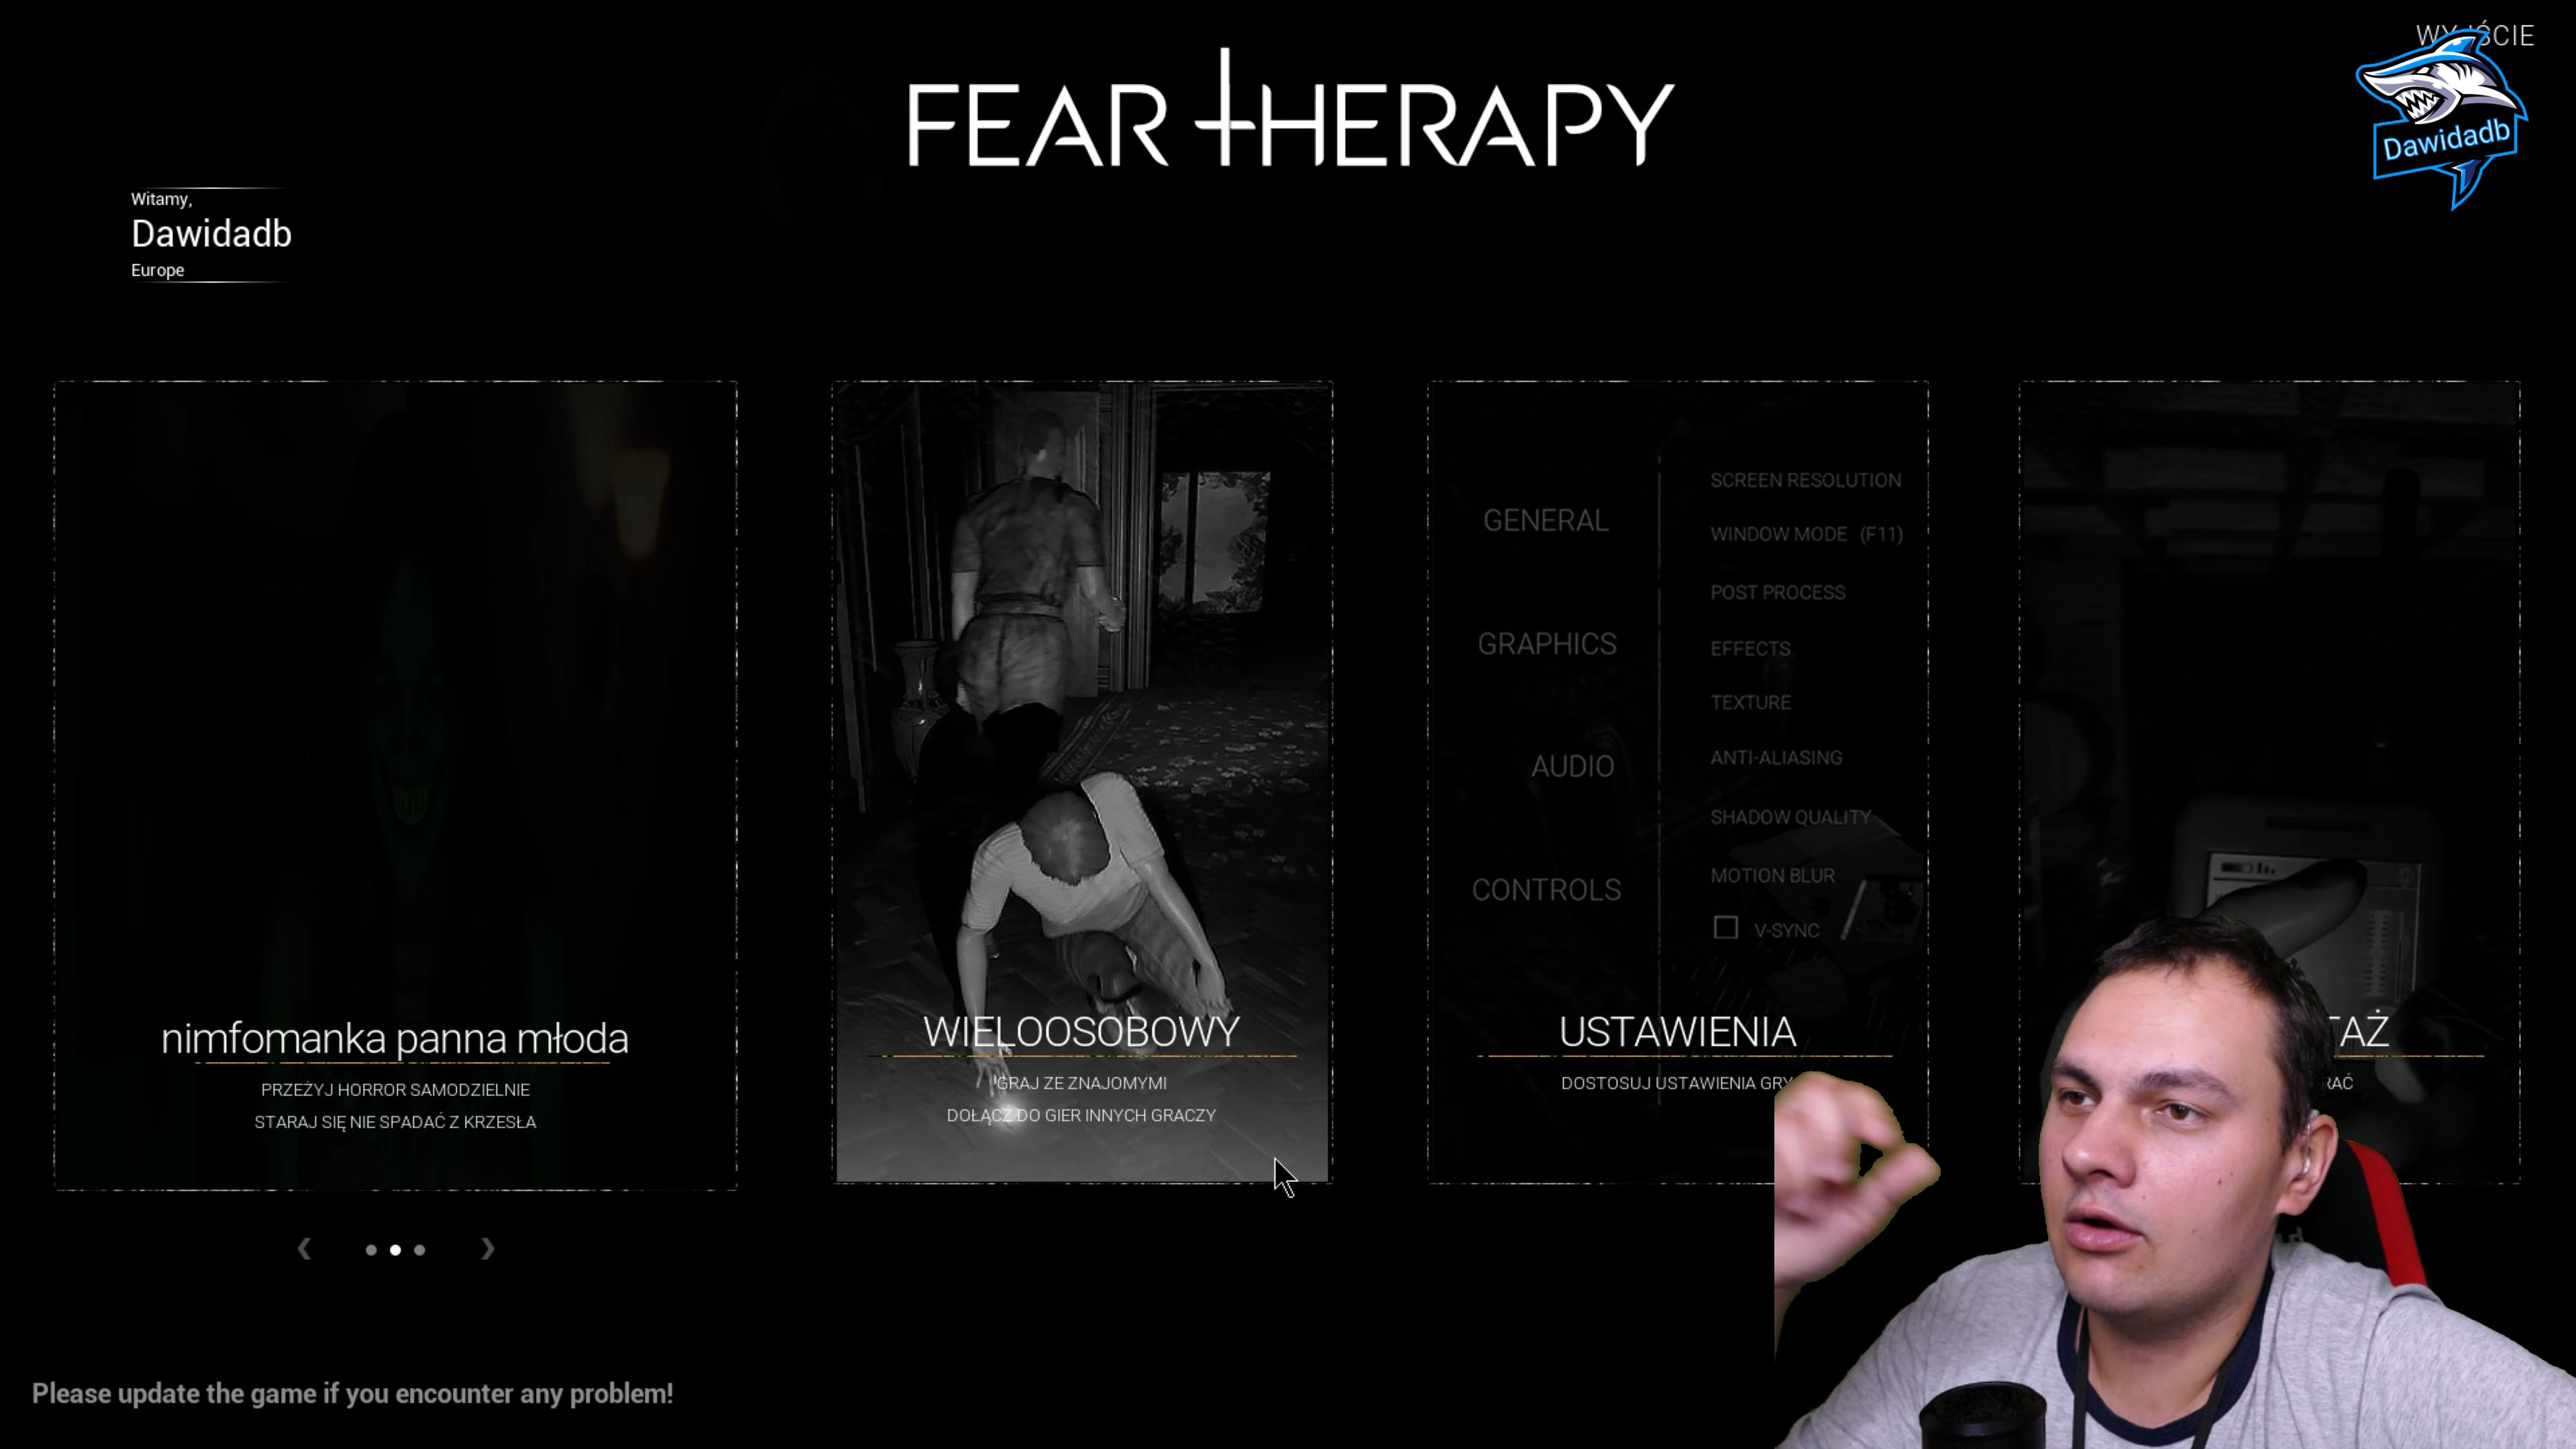 FEAR THERAPY
Dawidadb
Witamy,
Dawidadb
Europe
nimfomanka panna młoda
PRZEŻYJ HORROR SAMODZIELNIE
STARAJ SIĘ NIE SPADAĆ Z KRZESŁA
WIELOOSOBOWY
GRAJ ZE ZNAJOMYMI
DOŁĄCZ DO GIER INNYCH GRACZY
GENERAL
GRAPHICS
AUDIO
CONTROLS
SCREEN RESOLUTION
WINDOW MODE (F11)
POST PROCESS
EFFECTS
TEXTURE
ANTI-ALIASING
SHADOW QUALITY
MOTION BLUR
V-SYNC
USTAWIENIA
DOSTOSUJ USTAWIENIA GRY
Please update the game if you encounter any problem!